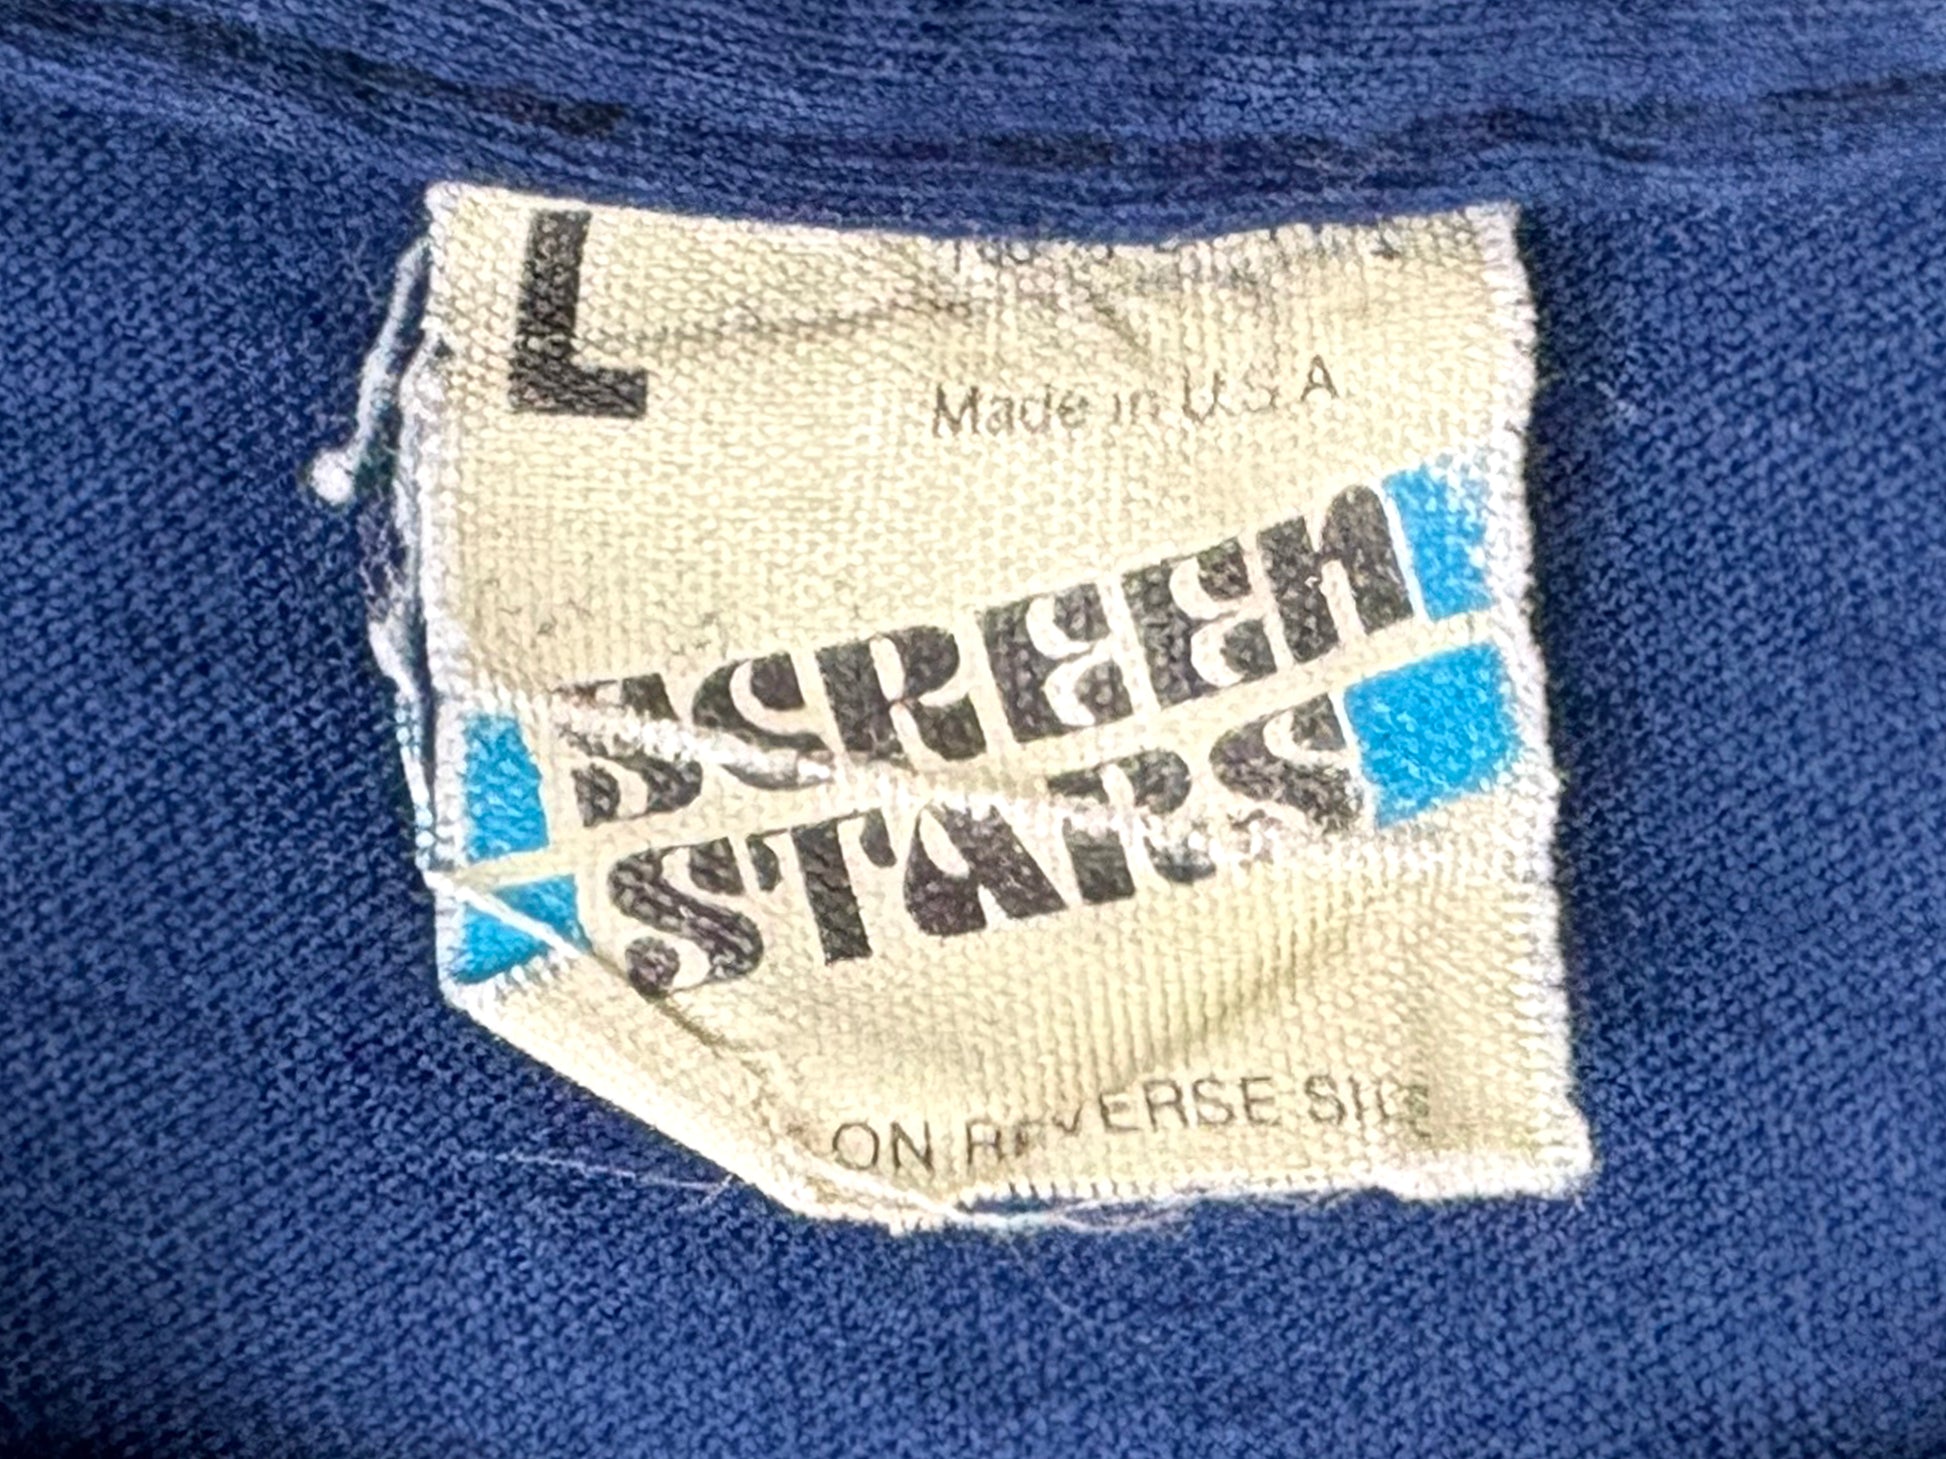 L
Made in U.S.A.
SCREEN
STARS
ON REVERSE SIDE